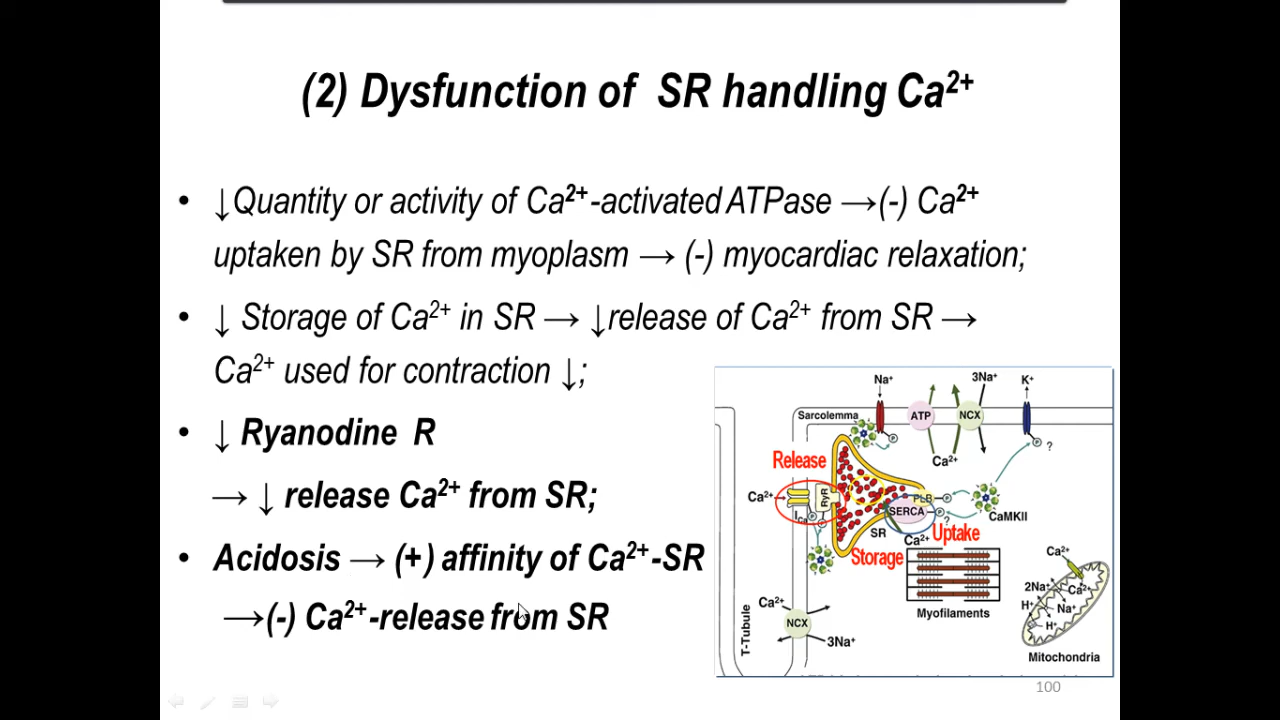 (2) Dysfunction of SR handling Ca²⁺
• ↓Quantity or activity of Ca²⁺-activated ATPase →(-) Ca²⁺
uptaken by SR from myoplasm → (-) myocardiac relaxation;
• ↓ Storage of Ca²⁺ in SR → ↓release of Ca²⁺ from SR →
Ca²⁺ used for contraction ↓;
• ↓ Ryanodine R
→ ↓ release Ca²⁺ from SR;
• Acidosis → (+) affinity of Ca²⁺-SR
→(-) Ca²⁺-release from SR
Na⁺
3Na⁺
K⁺
Sarcolemma
ATP
NCX
P
P
?
Ca²⁺
Release
Ca²⁺
RyR
PLB
P
I Ca
P
P
SERCA
P
?
CaMKII
SR
Ca²⁺
Uptake
Storage
Ca²⁺
Ca²⁺
2Na⁺
Ca²⁺
H⁺
Na⁺
H⁺
Myofilaments
NCX
3Na⁺
T-Tubule
Mitochondria
100